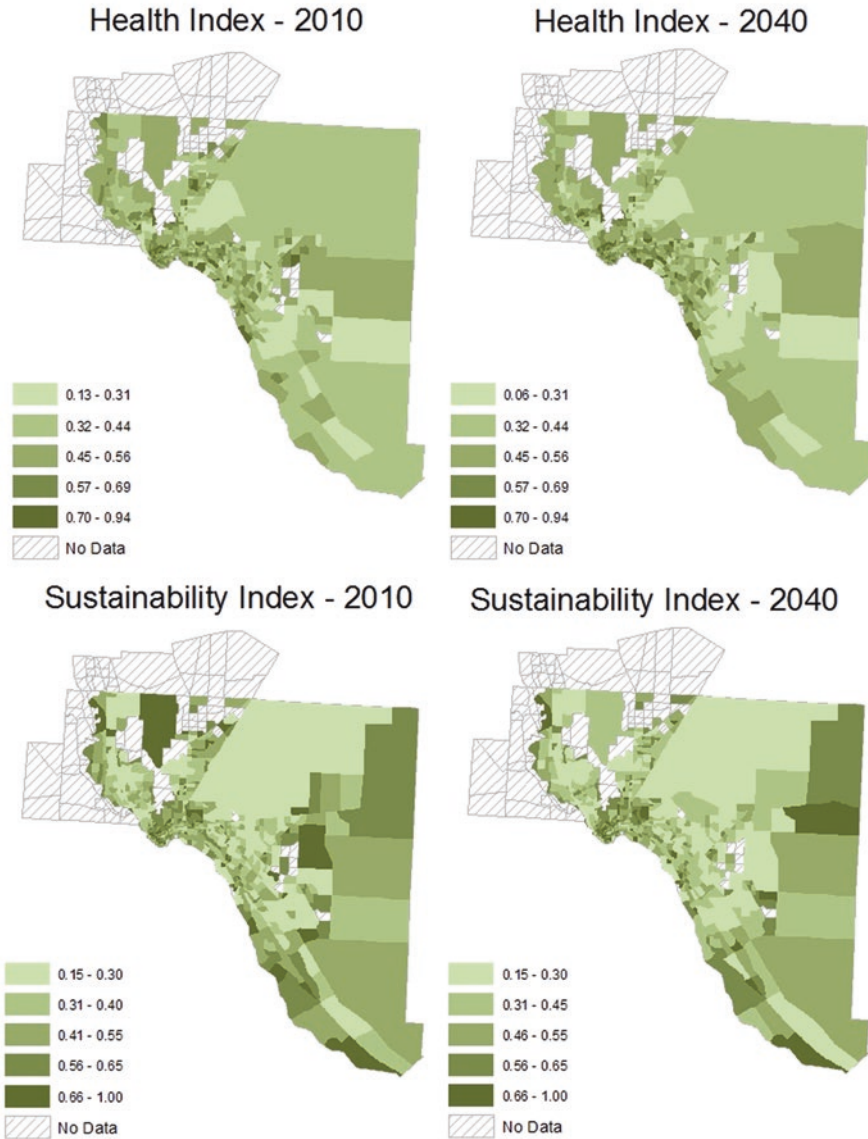 Health Index - 2010
0.13 - 0.31
0.32 - 0.44
0.45 - 0.56
0.57 - 0.69
0.70 - 0.94
No Data
Health Index - 2040
0.06 - 0.31
0.32 - 0.44
0.45 - 0.56
0.57 - 0.69
0.70 - 0.94
No Data
Sustainability Index - 2010
0.15 - 0.30
0.31 - 0.40
0.41 - 0.55
0.56 - 0.65
0.66 - 1.00
No Data
Sustainability Index - 2040
0.15 - 0.30
0.31 - 0.45
0.46 - 0.55
0.56 - 0.65
0.66 - 1.00
No Data